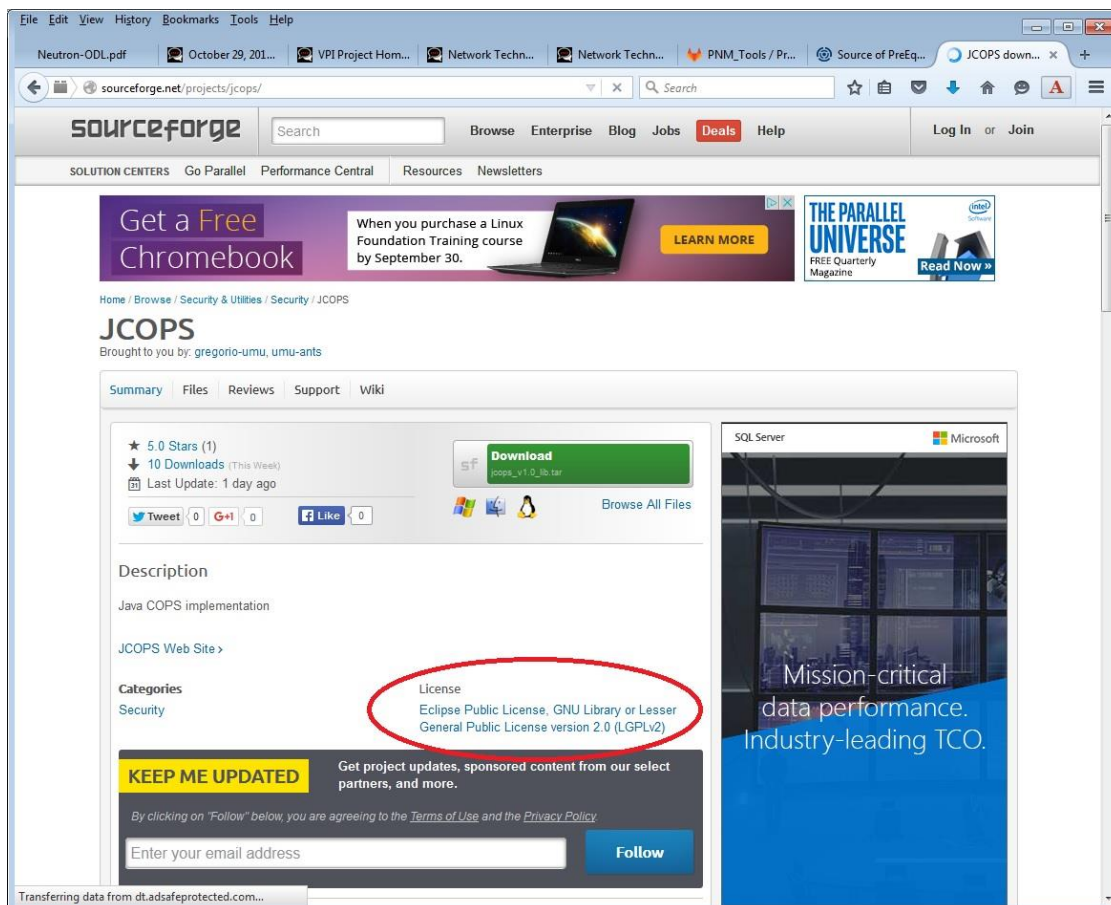 File Edit View History Bookmarks Tools Help
Neutron-ODL.pdf October 29, 201... VPI Project Hom... Network Techn... Network Techn... PNM_Tools / Pr... Source of PreEq... JCOPS down... × +
sourceforge.net/projects/jcops/ Search
sourceforge Search Browse Enterprise Blog Jobs Deals Help Log In or Join
SOLUTION CENTERS Go Parallel Performance Central Resources Newsletters
Get a Free
Chromebook
When you purchase a Linux
Foundation Training course
by September 30.
LEARN MORE
THE PARALLEL
UNIVERSE
FREE Quarterly
Magazine
intel
Software
Read Now »
Home / Browse / Security & Utilities / Security / JCOPS
JCOPS
Brought to you by: gregorio-umu, umu-ants
Summary Files Reviews Support Wiki
5.0 Stars (1)
10 Downloads (This Week)
31 Last Update: 1 day ago
Tweet 0 G+1 0 Like 0
sf Download
jcops_v1.0_lib.tar
Browse All Files
Description
Java COPS implementation
JCOPS Web Site ›
Categories
Security
License
Eclipse Public License, GNU Library or Lesser
General Public License version 2.0 (LGPLv2)
KEEP ME UPDATED
Get project updates, sponsored content from our select
partners, and more.
By clicking on "Follow" below, you are agreeing to the Terms of Use and the Privacy Policy.
Enter your email address Follow
SQL Server Microsoft
Mission-critical
data performance.
Industry-leading TCO.
Transferring data from dt.adsafeprotected.com...